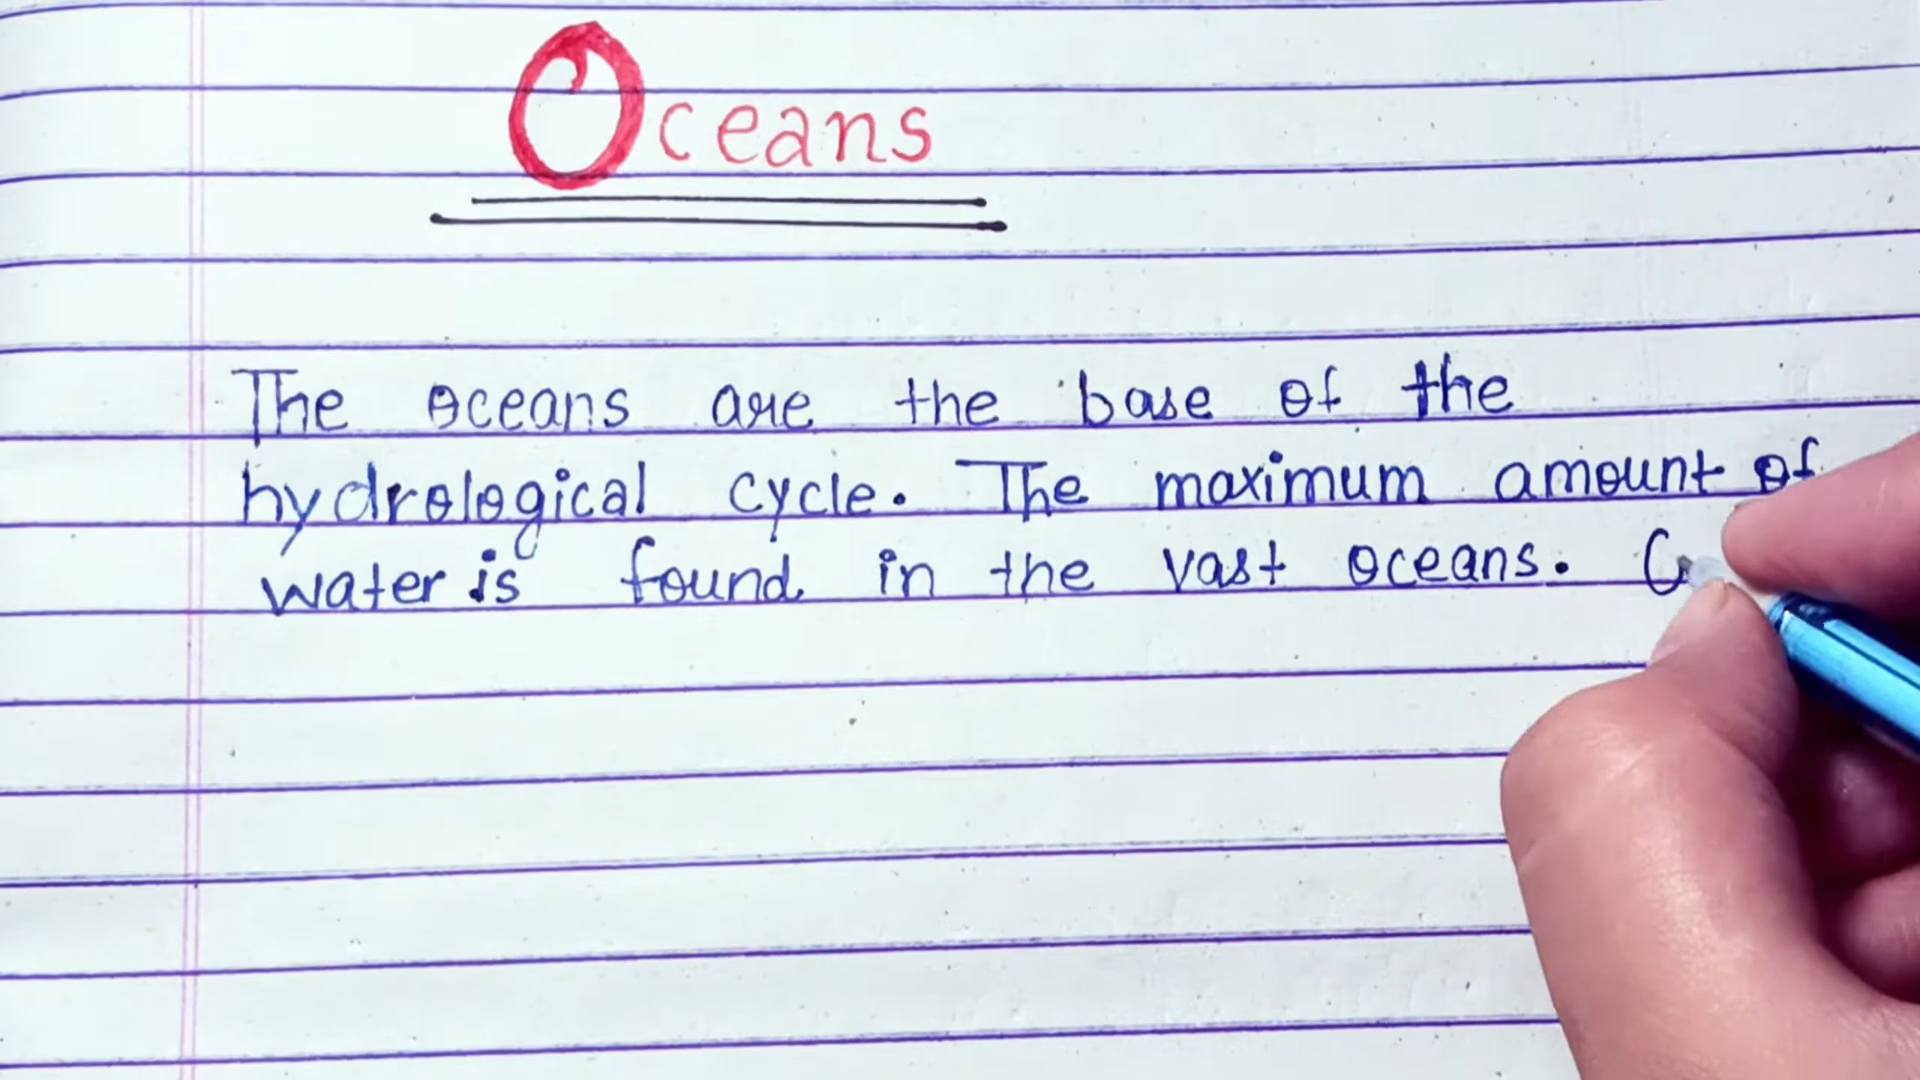 Oceans
The oceans are the base of the
hydrological cycle. The maximum amount of
water is found in the vast oceans.